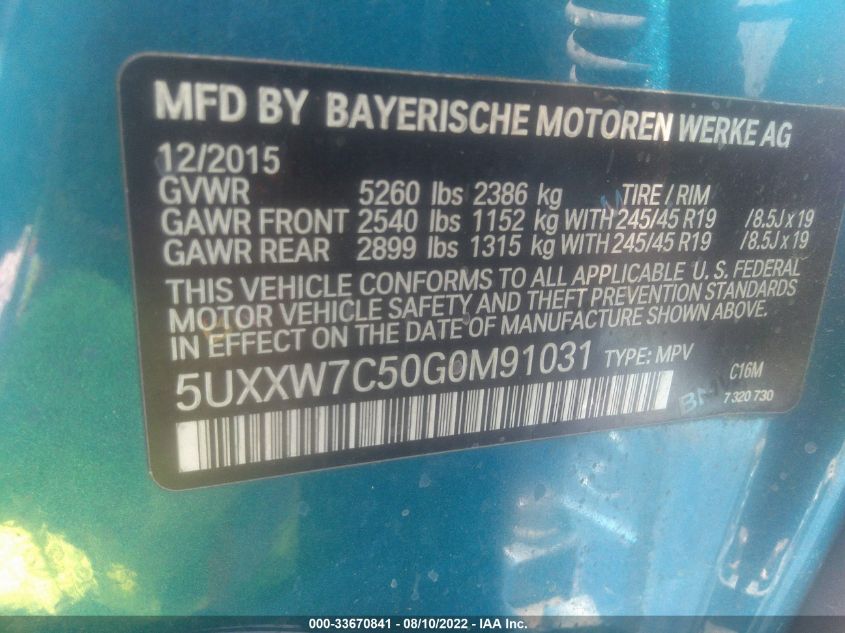 MFD BY BAYERISCHE MOTOREN WERKE AG
12/2015
GVWR 5260 lbs 2386 kg TIRE / RIM
GAWR FRONT 2540 lbs 1152 kg WITH 245/45 R19 /8.5J x 19
GAWR REAR 2899 lbs 1315 kg WITH 245/45 R19 /8.5J x 19
THIS VEHICLE CONFORMS TO ALL APPLICABLE U. S. FEDERAL
MOTOR VEHICLE SAFETY AND THEFT PREVENTION STANDARDS
IN EFFECT ON THE DATE OF MANUFACTURE SHOWN ABOVE.
5UXXW7C50G0M91031 TYPE: MPV
C16M
7 320 730
000-33670841 - 08/10/2022 - IAA Inc.